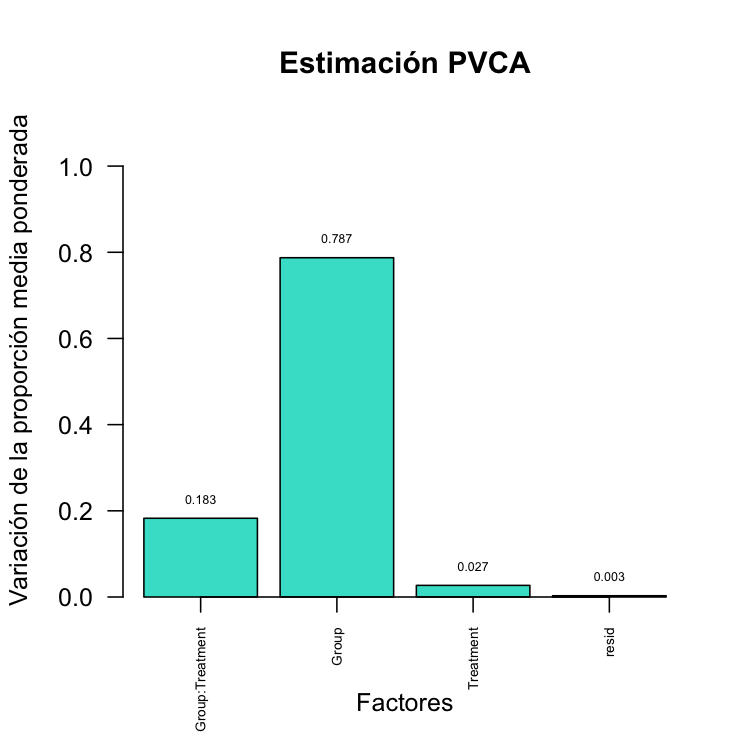 Estimación PVCA
Variación de la proporción media ponderada
1.0
0.8
0.6
0.4
0.2
0.0
0.183
0.787
0.027
0.003
Group:Treatment
Group
Treatment
resid
Factores